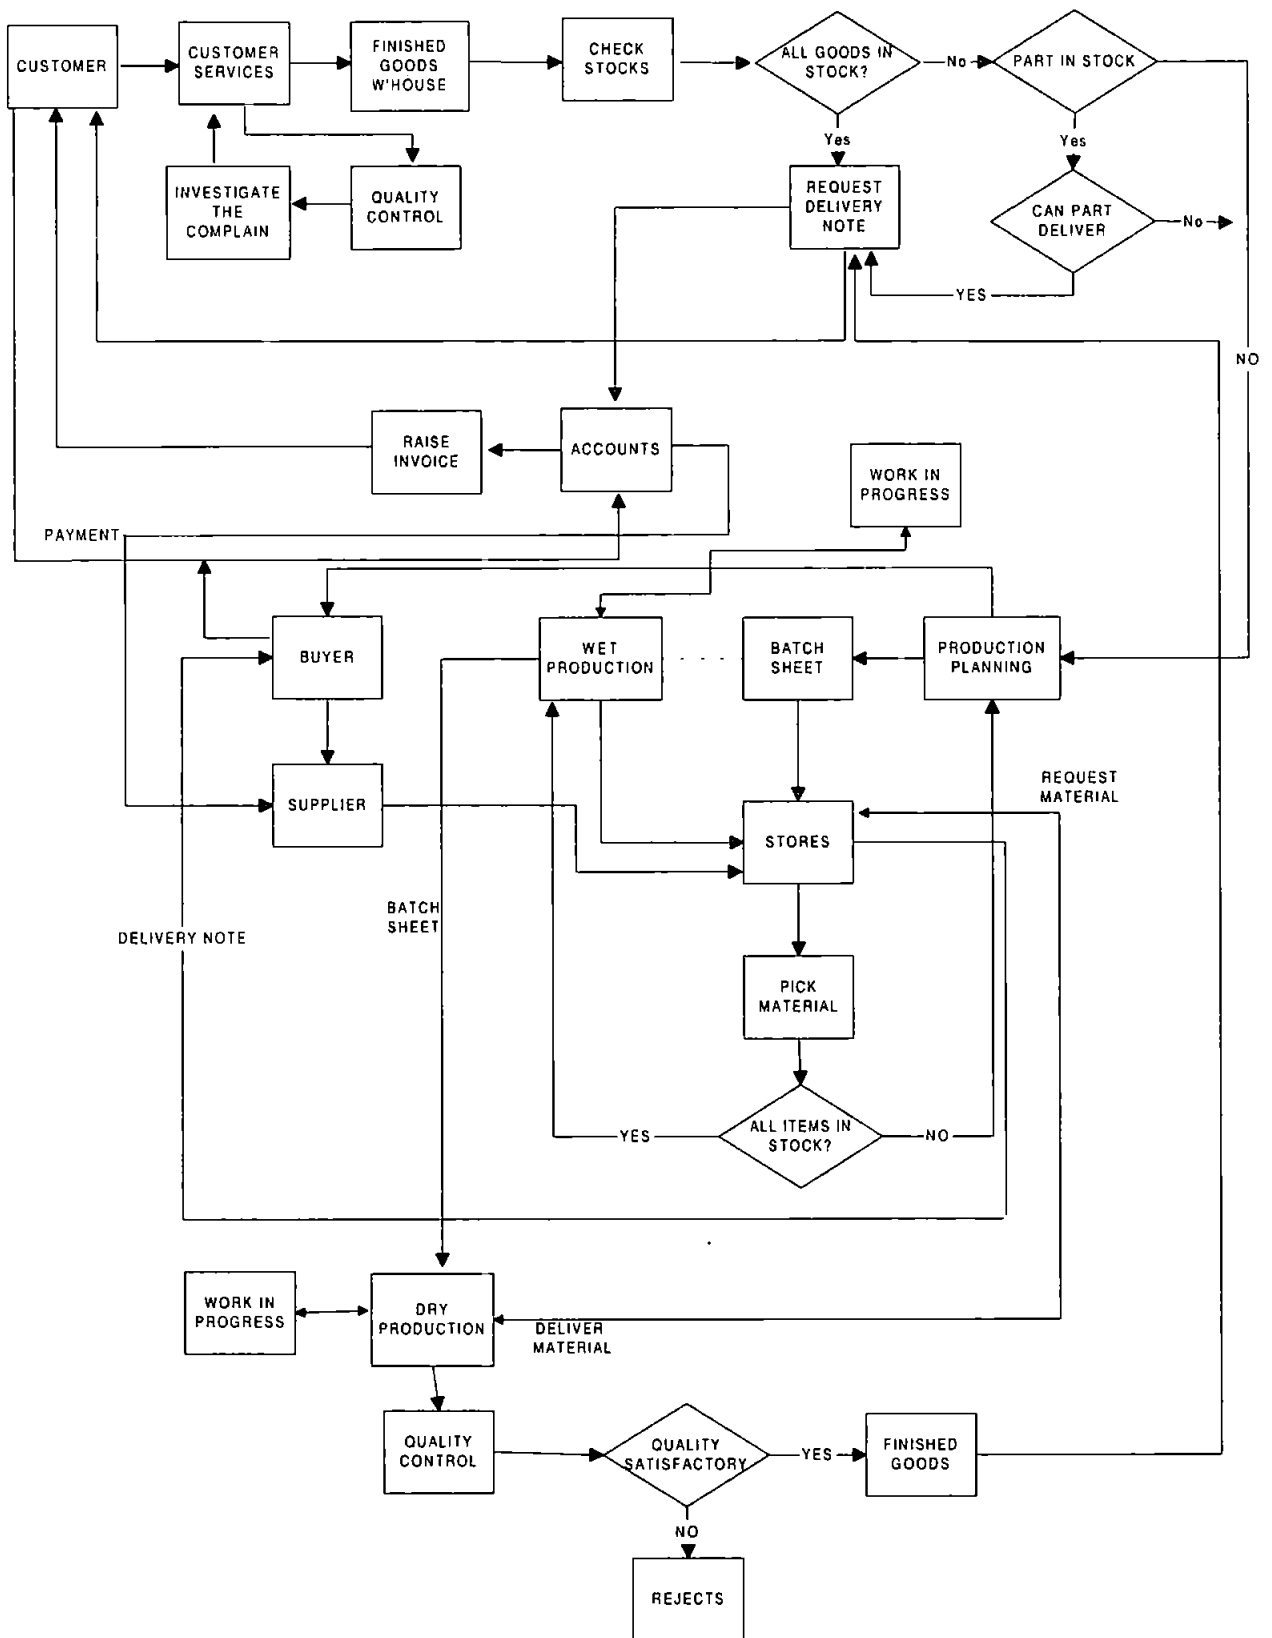 CUSTOMER
CUSTOMER
SERVICES
FINISHED
GOODS
W'HOUSE
CHECK
STOCKS
ALL GOODS IN
STOCK?
No
PART IN STOCK
Yes
Yes
INVESTIGATE
THE
COMPLAIN
QUALITY
CONTROL
REQUEST
DELIVERY
NOTE
CAN PART
DELIVER
No
YES
NO
RAISE
INVOICE
ACCOUNTS
WORK IN
PROGRESS
PAYMENT
BUYER
WET
PRODUCTION
BATCH
SHEET
PRODUCTION
PLANNING
REQUEST
MATERIAL
SUPPLIER
STORES
BATCH
SHEET
DELIVERY NOTE
PICK
MATERIAL
ALL ITEMS IN
STOCK?
YES
NO
WORK IN
PROGRESS
DRY
PRODUCTION
DELIVER
MATERIAL
QUALITY
CONTROL
QUALITY
SATISFACTORY
YES
FINISHED
GOODS
NO
REJECTS